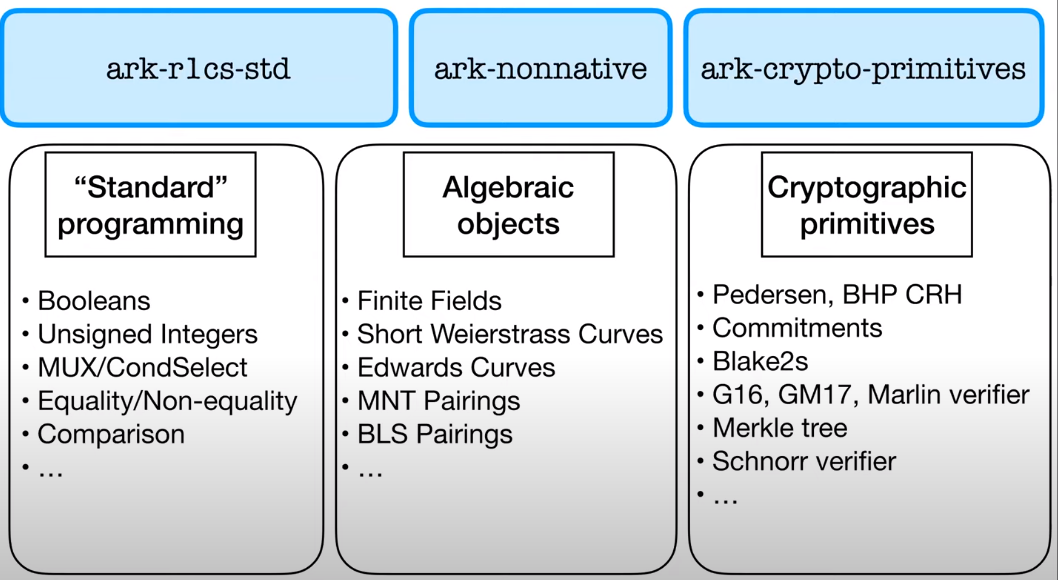 ark-r1cs-std
ark-nonnative
ark-crypto-primitives
“Standard”
programming
• Booleans
• Unsigned Integers
• MUX/CondSelect
• Equality/Non-equality
• Comparison
• ...
Algebraic
objects
• Finite Fields
• Short Weierstrass Curves
• Edwards Curves
• MNT Pairings
• BLS Pairings
• ...
Cryptographic
primitives
• Pedersen, BHP CRH
• Commitments
• Blake2s
• G16, GM17, Marlin verifier
• Merkle tree
• Schnorr verifier
• ...